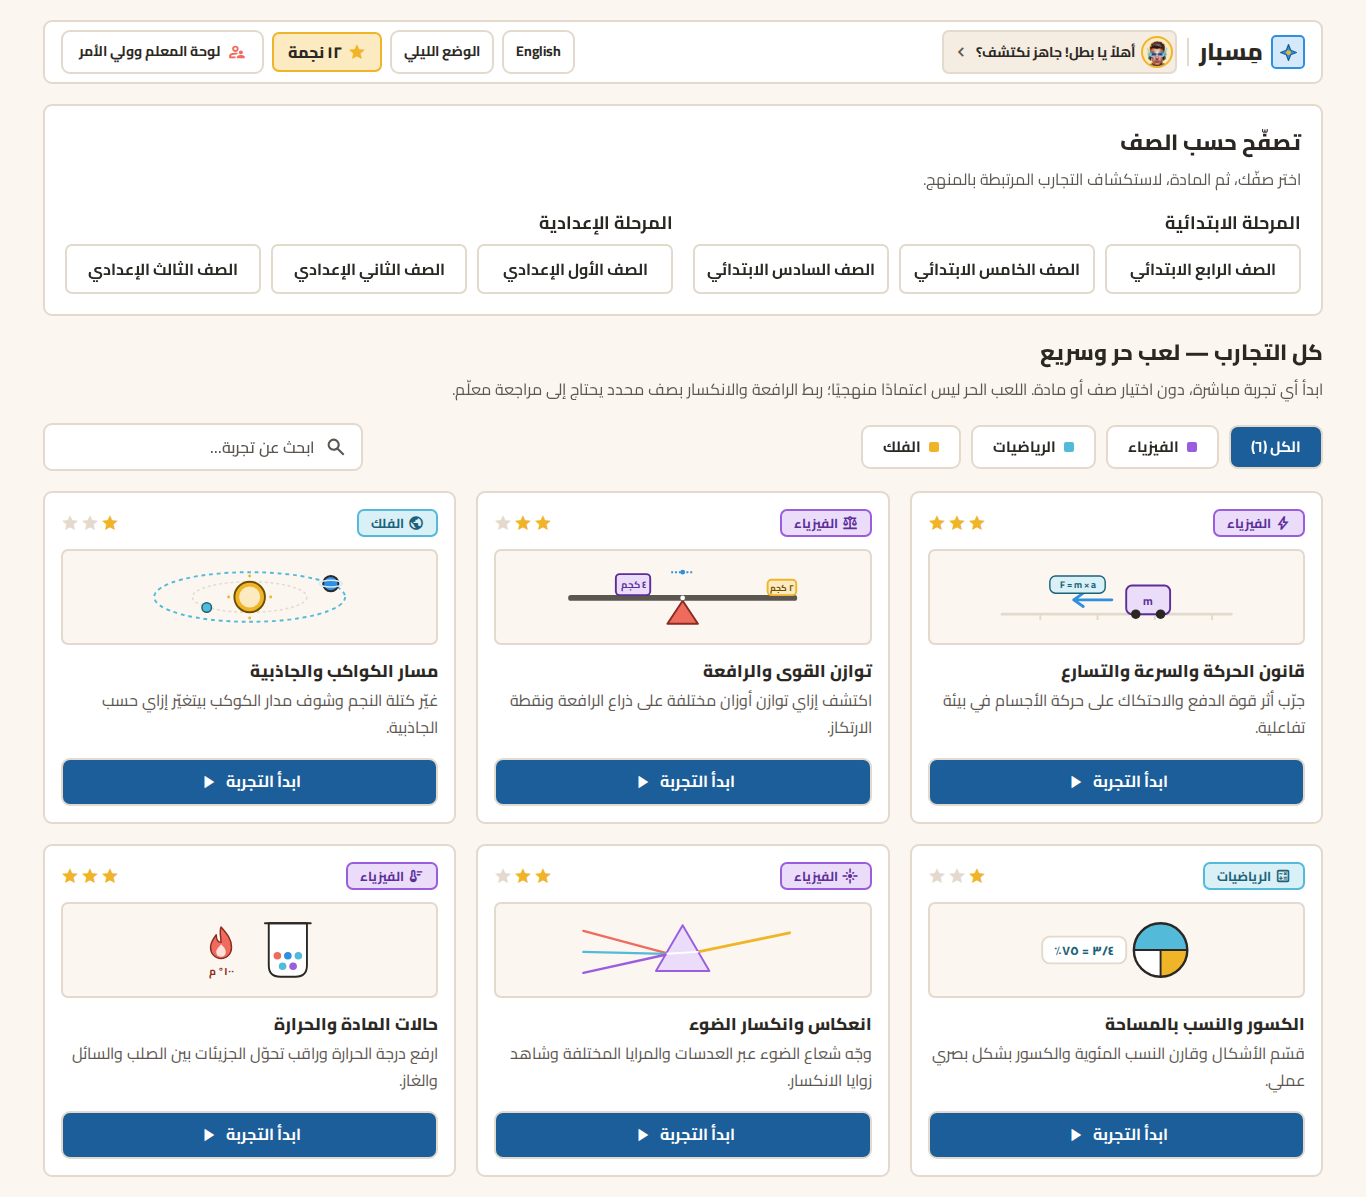 مِسبار
أهلاً يا بطل! جاهز نكتشف؟
English
الوضع الليلي
١٢ نجمة
لوحة المعلم وولي الأمر
تصفّح حسب الصف
اختر صفّك، ثم المادة، لاستكشاف التجارب المرتبطة بالمنهج.
المرحلة الابتدائية
الصف الرابع الابتدائي
الصف الخامس الابتدائي
الصف السادس الابتدائي
المرحلة الإعدادية
الصف الأول الإعدادي
الصف الثاني الإعدادي
الصف الثالث الإعدادي
كل التجارب — لعب حر وسريع
ابدأ أي تجربة مباشرة، دون اختيار صف أو مادة. اللعب الحر ليس اعتمادًا منهجيًا؛ ربط الرافعة والانكسار بصف محدد يحتاج إلى مراجعة معلّم.
الكل (٦)
الفيزياء
الرياضيات
الفلك
ابحث عن تجربة...
الفيزياء
F = m × a
m
قانون الحركة والسرعة والتسارع
جرّب أثر قوة الدفع والاحتكاك على حركة الأجسام في بيئة
تفاعلية.
ابدأ التجربة
الفيزياء
٢ كجم
٤ كجم
توازن القوى والرافعة
اكتشف إزاي توازن أوزان مختلفة على ذراع الرافعة ونقطة
الارتكاز.
ابدأ التجربة
الفلك
مسار الكواكب والجاذبية
غيّر كتلة النجم وشوف مدار الكوكب بيتغيّر إزاي حسب
الجاذبية.
ابدأ التجربة
الرياضيات
٣/٤ = ٧٥٪
الكسور والنسب بالمساحة
قسّم الأشكال وقارن النسب المئوية والكسور بشكل بصري
عملي.
ابدأ التجربة
الفيزياء
انعكاس وانكسار الضوء
وجّه شعاع الضوء عبر العدسات والمرايا المختلفة وشاهد
زوايا الانكسار.
ابدأ التجربة
الفيزياء
١٠٠° م
حالات المادة والحرارة
ارفع درجة الحرارة وراقب تحوّل الجزيئات بين الصلب والسائل
والغاز.
ابدأ التجربة